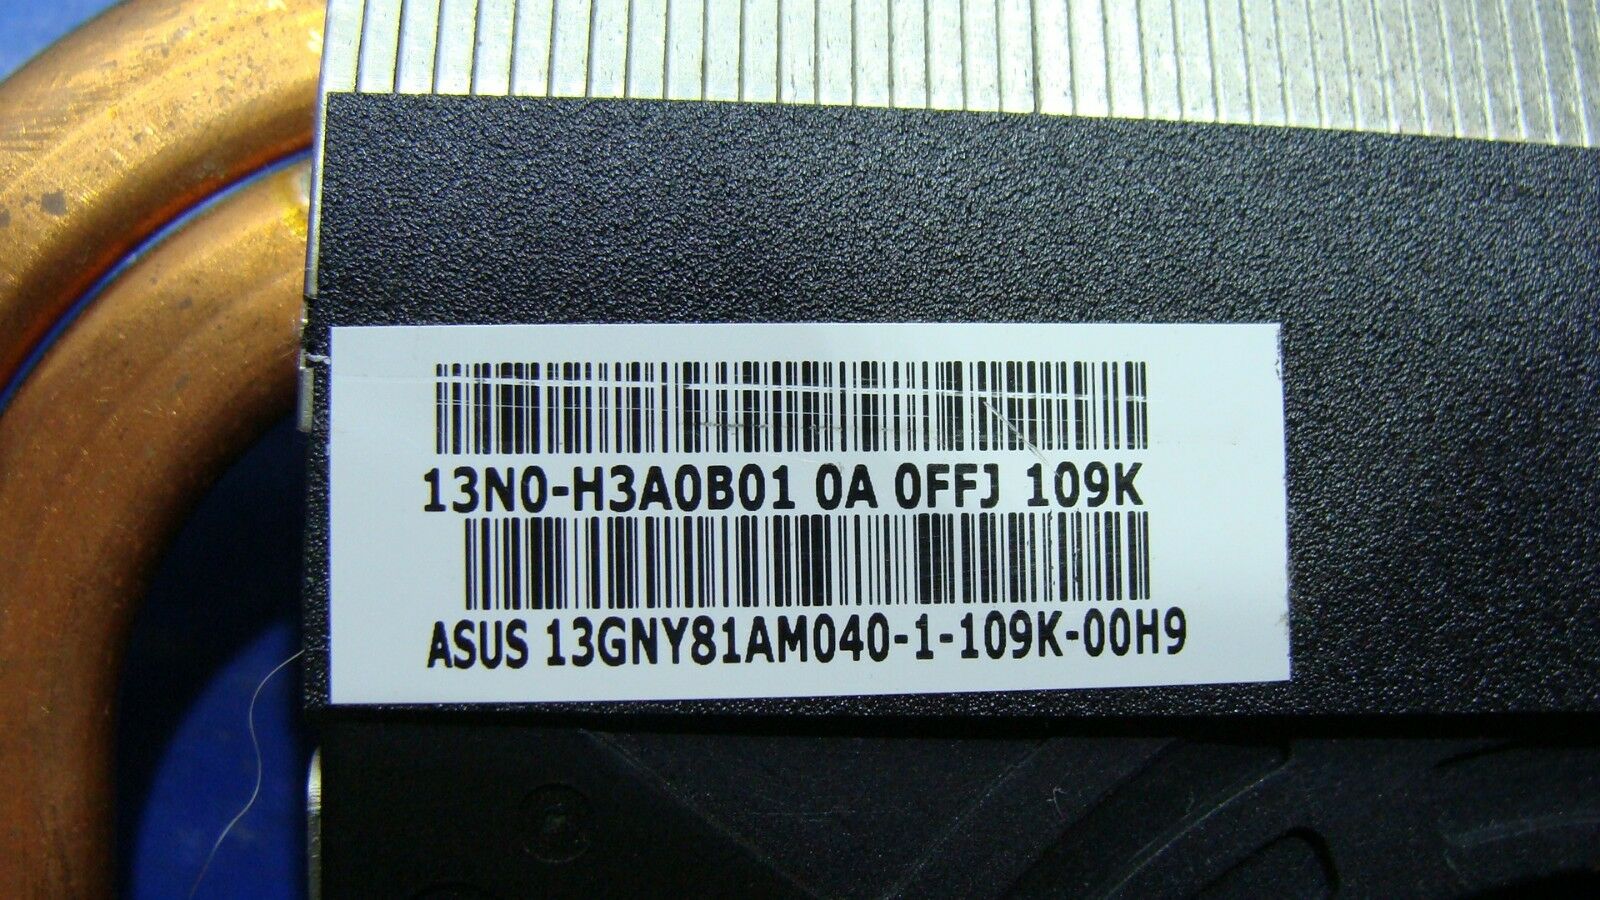 13N0-H3A0B01 0A 0FFJ 109K
ASUS 13GNY81AM040-1-109K-00H9